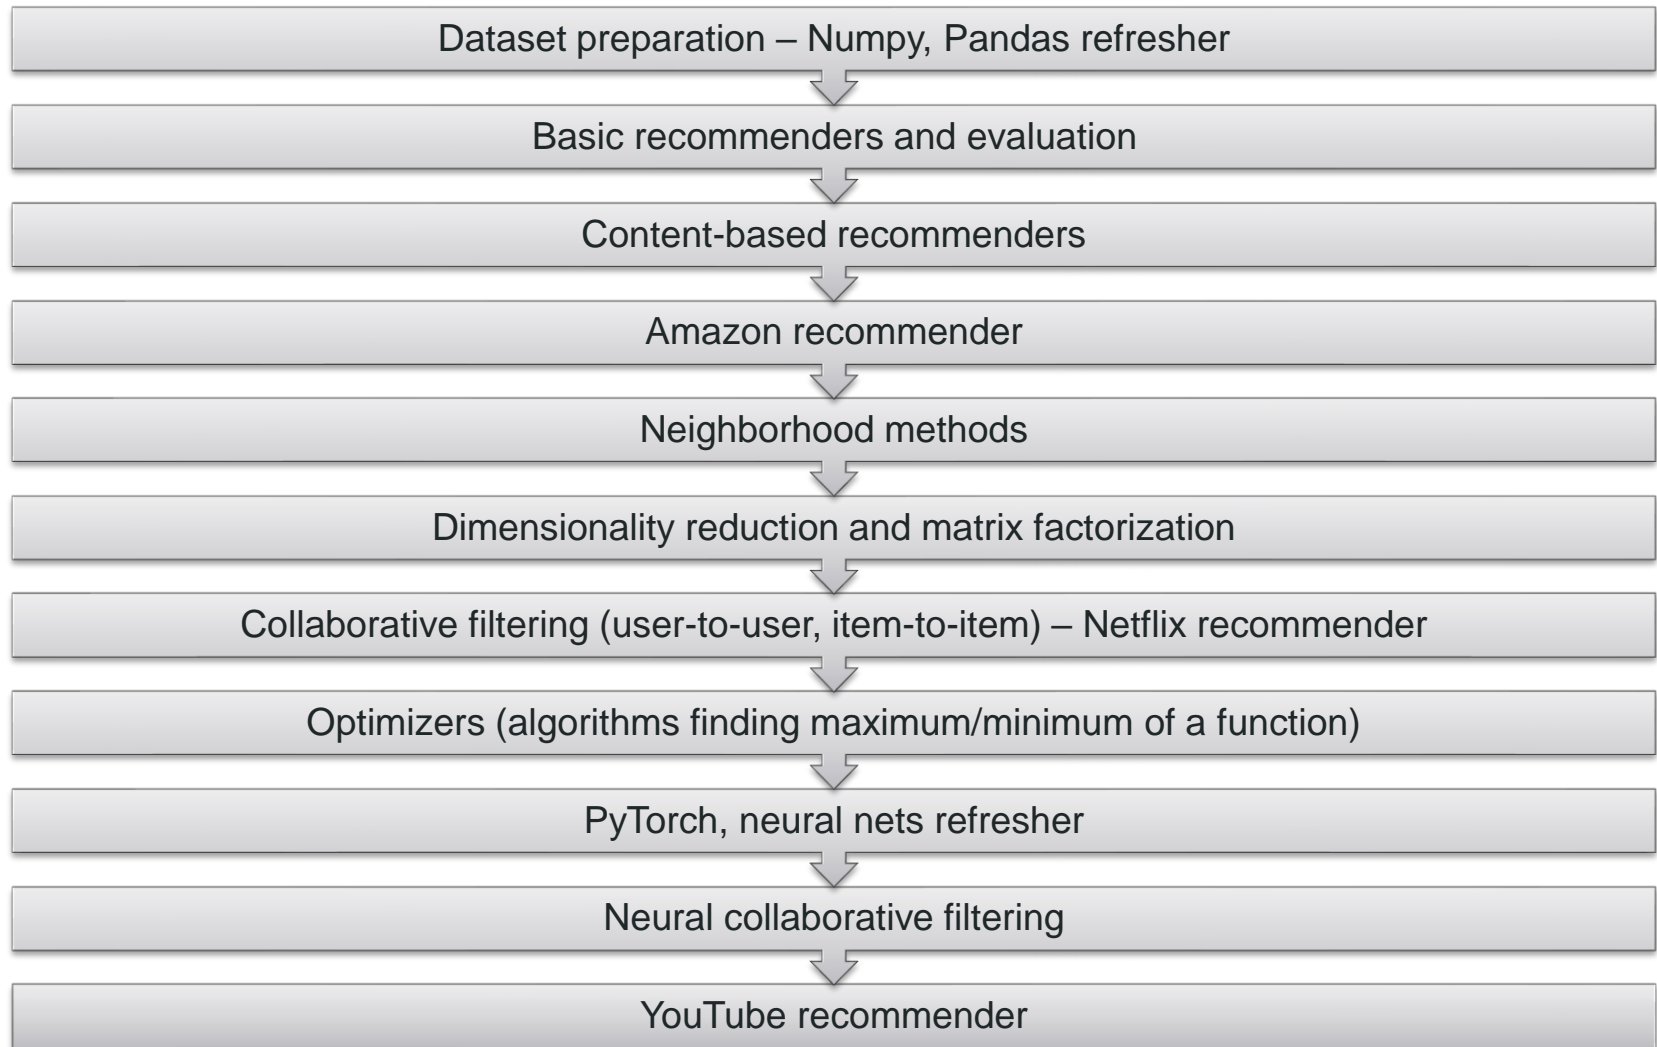 Dataset preparation – Numpy, Pandas refresher
Basic recommenders and evaluation
Content-based recommenders
Amazon recommender
Neighborhood methods
Dimensionality reduction and matrix factorization
Collaborative filtering (user-to-user, item-to-item) – Netflix recommender
Optimizers (algorithms finding maximum/minimum of a function)
PyTorch, neural nets refresher
Neural collaborative filtering
YouTube recommender